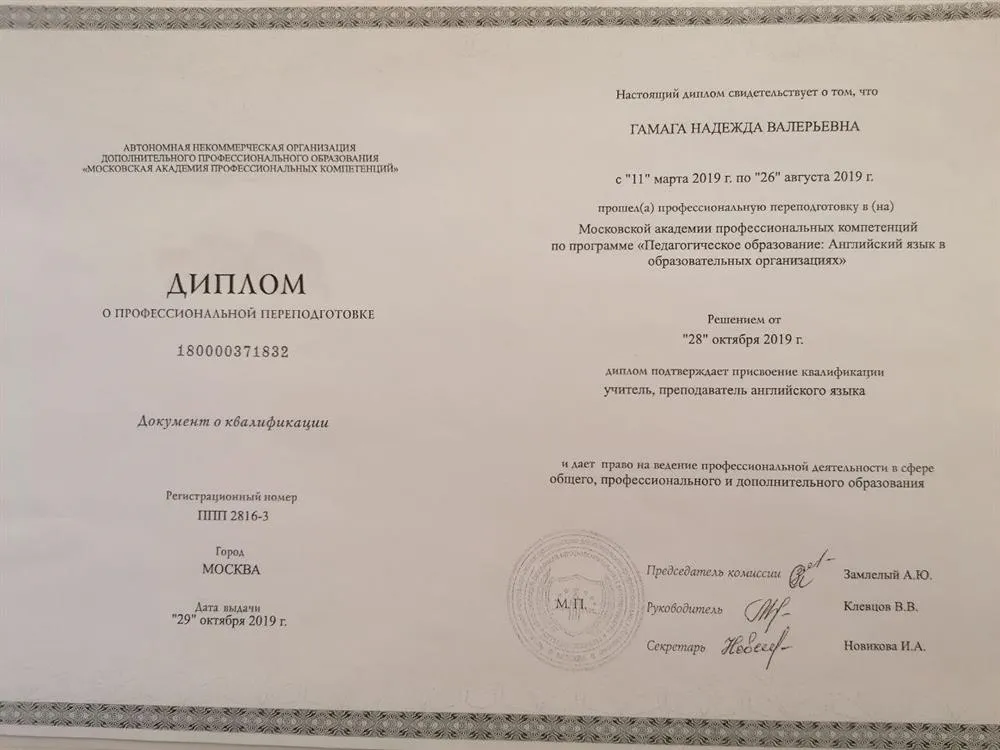 АВТОНОМНАЯ НЕКОММЕРЧЕСКАЯ ОРГАНИЗАЦИЯ
ДОПОЛНИТЕЛЬНОГО ПРОФЕССИОНАЛЬНОГО ОБРАЗОВАНИЯ
«МОСКОВСКАЯ АКАДЕМИЯ ПРОФЕССИОНАЛЬНЫХ КОМПЕТЕНЦИЙ»
ДИПЛОМ
О ПРОФЕССИОНАЛЬНОЙ ПЕРЕПОДГОТОВКЕ
180000371832
Документ о квалификации
Регистрационный номер
ППП 2816-3
Город
МОСКВА
Дата выдачи
"29" октября 2019 г.
Настоящий диплом свидетельствует о том, что
ГАМАГА НАДЕЖДА ВАЛЕРЬЕВНА
с "11" марта 2019 г. по "26" августа 2019 г.
прошел(а) профессиональную переподготовку в (на)
Московской академии профессиональных компетенций
по программе «Педагогическое образование: Английский язык в
образовательных организациях»
Решением от
"28" октября 2019 г.
диплом подтверждает присвоение квалификации
учитель, преподаватель английского языка
и дает право на ведение профессиональной деятельности в сфере
общего, профессионального и дополнительного образования
М.П.
Председатель комиссии Замлелый А.Ю.
Руководитель Клевцов В.В.
Секретарь Новикова И.А.